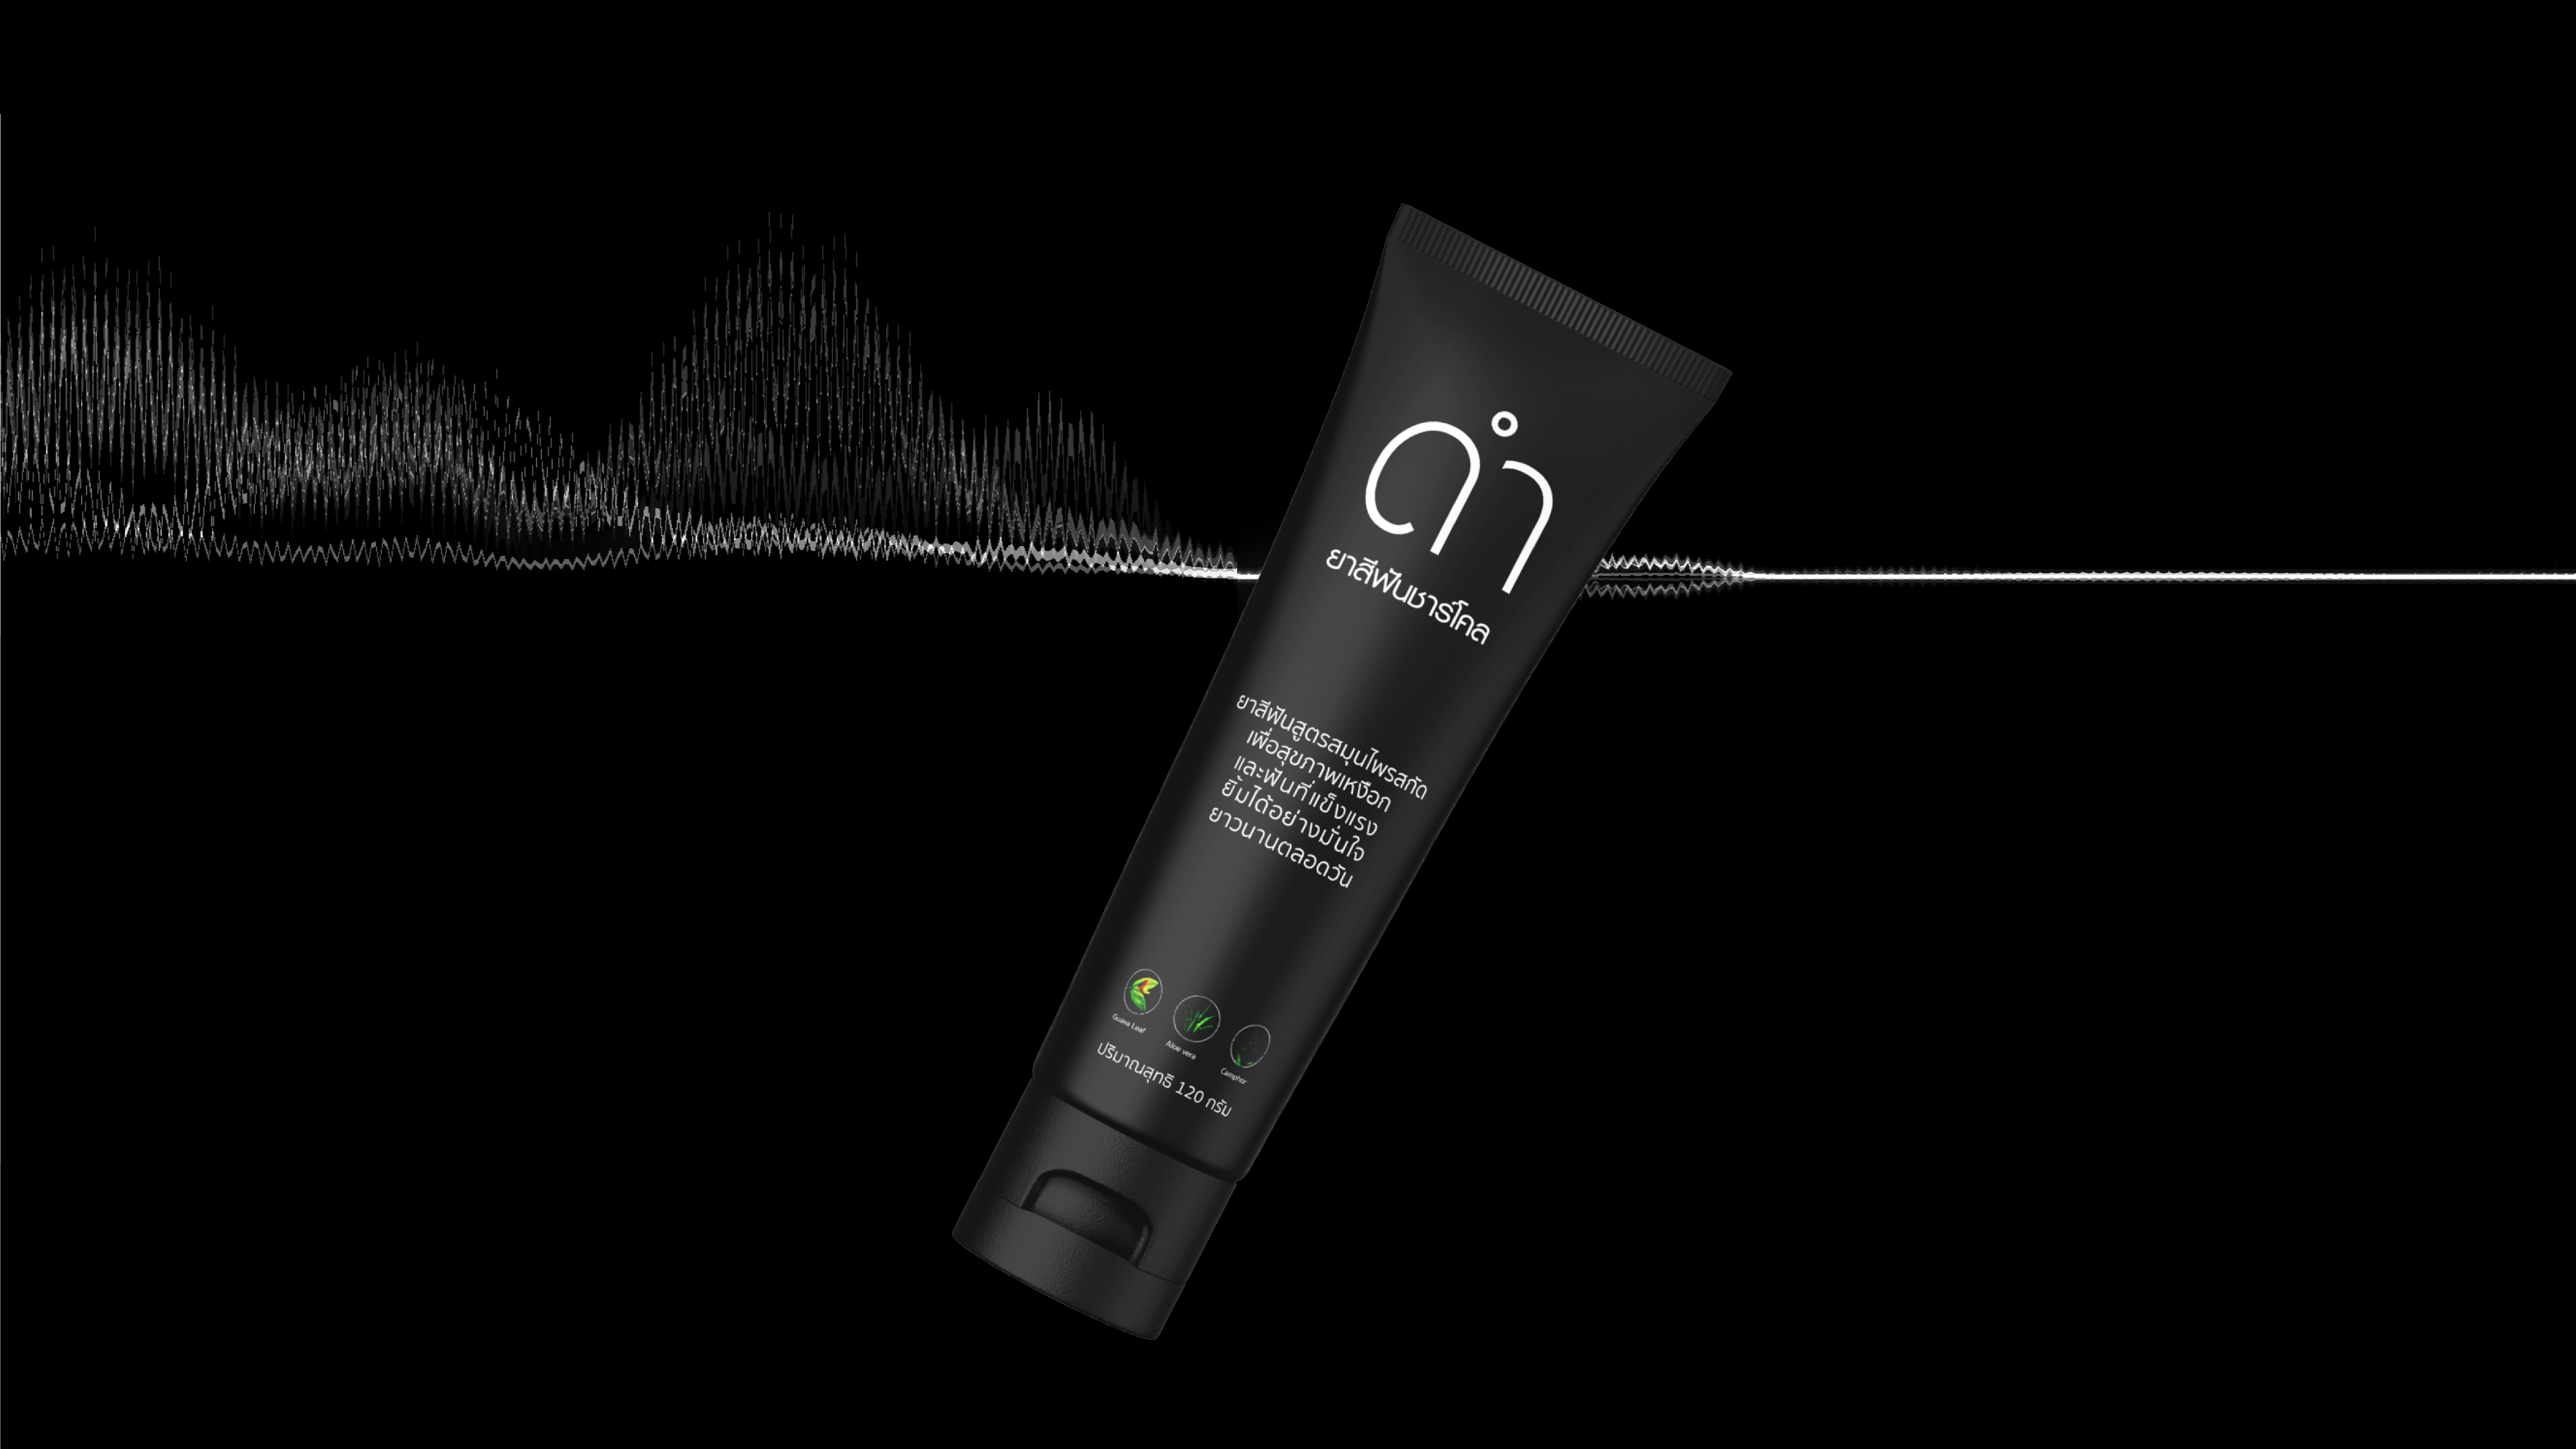 ดำ
ยาสีฟันชาร์โคล
ยาสีฟันสูตรสมุนไพรสกัด
เพื่อสุขภาพเหงือก
และฟันที่แข็งแรง
ยิ้มได้อย่างมั่นใจ
ยาวนานตลอดวัน
Guava Leaf
Aloe vera
Camphor
ปริมาณสุทธิ 120 กรัม